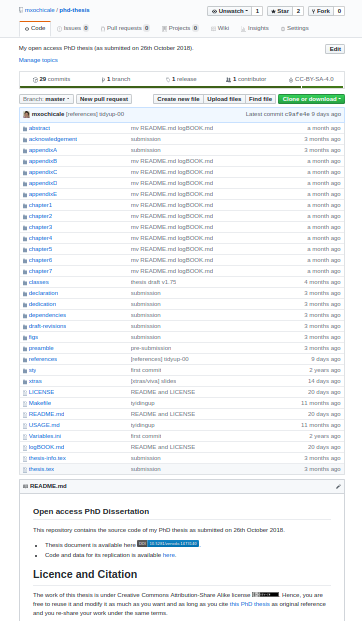 mxochicale / phd-thesis
Unwatch 1 Star 2 Fork 0
Code Issues 0 Pull requests 0 Projects 0 Wiki Insights Settings
My open access PhD thesis (as submitted on 26th October 2018). Edit
Manage topics
29 commits 1 branch 1 release 1 contributor CC-BY-SA-4.0
Branch: master New pull request Create new file Upload files Find file Clone or download
mxochicale [references] tidyup-00 Latest commit 9 days ago
abstract mv README.md logBOOK.md a month ago
acknowledgement submission 3 months ago
appendixA submission 3 months ago
appendixB mv README.md logBOOK.md a month ago
appendixC mv README.md logBOOK.md a month ago
appendixD mv README.md logBOOK.md a month ago
appendixE mv README.md logBOOK.md a month ago
chapter1 mv README.md logBOOK.md a month ago
chapter2 mv README.md logBOOK.md a month ago
chapter3 mv README.md logBOOK.md a month ago
chapter4 mv README.md logBOOK.md a month ago
chapter5 mv README.md logBOOK.md a month ago
chapter6 mv README.md logBOOK.md a month ago
chapter7 mv README.md logBOOK.md a month ago
classes thesis draft v1.75 4 months ago
declaration submission 3 months ago
dedication submission 3 months ago
dependencies submission 3 months ago
draft-revisions submission 3 months ago
figs submission 3 months ago
preamble pre-submission 3 months ago
references [references] tidyup-00 9 days ago
sty first commit 2 years ago
xtras [xtras/viva] slides 14 days ago
LICENSE README and LICENSE 20 days ago
Makefile tyidingup 11 months ago
README.md README and LICENSE 20 days ago
USAGE.md tyidingup 11 months ago
Variables.ini first commit 2 years ago
logBOOK.md README and LICENSE 20 days ago
thesis-info.tex submission 3 months ago
thesis.tex submission 3 months ago
README.md
Open access PhD Dissertation
This repository contains the source code of my PhD thesis as submitted on 26th October 2018.
Thesis document is available here DOI
Code and data for its replication is available here.
Licence and Citation
The work of this thesis is under Creative Commons Attribution-Share Alike license . Hence, you are
free to reuse it and modify it as much as you want and as long as you cite this PhD thesis as original reference
and you re-share your work under the same terms.